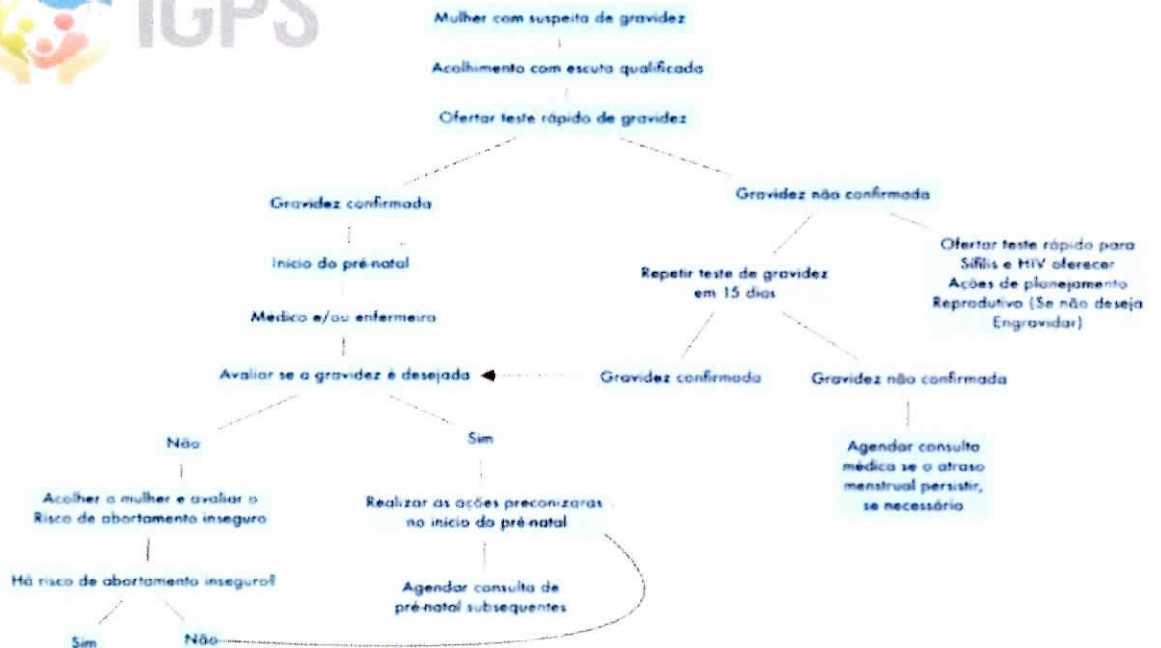 IGPS
Mulher com suspeita de gravidez
Acolhimento com escuta qualificada
Ofertar teste rápido de gravidez
Gravidez confirmada
Gravidez não confirmada
Início do pré-natal
Repetir teste de gravidez
em 15 dias
Ofertar teste rápido para
Sífilis e HIV oferecer
Ações de planejamento
Reprodutivo (Se não deseja
Engravidar)
Médico e/ou enfermeira
Avaliar se a gravidez é desejada
Gravidez confirmada
Gravidez não confirmada
Não
Sim
Agendar consulta
médica se o atraso
menstrual persistir,
se necessário
Acolher a mulher e avaliar o
Risco de abortamento inseguro
Realizar as ações preconizaras
no início do pré-natal
Há risco de abortamento inseguro?
Agendar consulta de
pré-natal subsequentes
Sim
Não